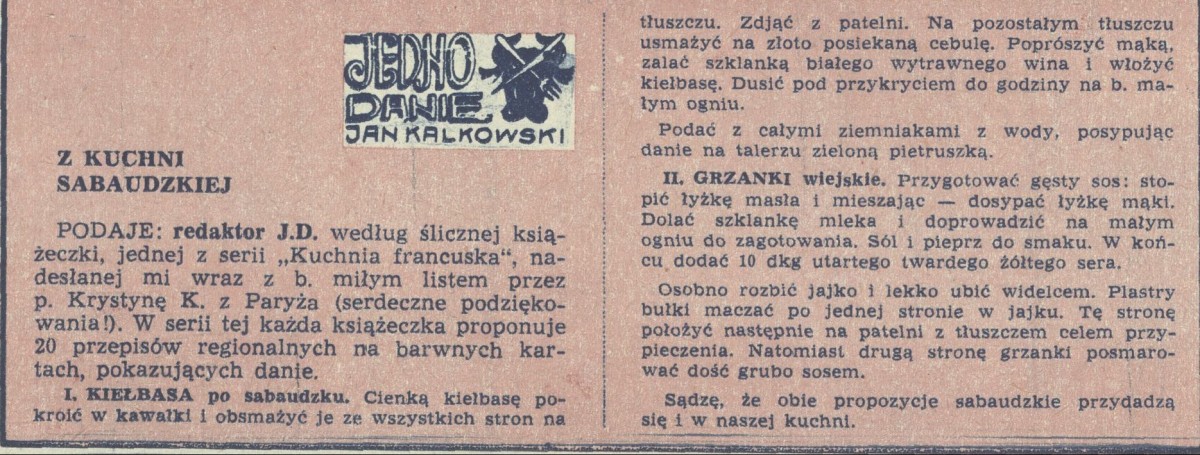 JEDNO
DANIE
JAN KALKOWSKI
Z KUCHNI
SABAUDZKIEJ
PODAJE: redaktor J.D. według ślicznej ksią-
żeczki, jednej z serii „Kuchnia francuska", na-
desłanej mi wraz z b. miłym listem przez
p. Krystynę K. z Paryża (serdeczne podzięko-
wania!). W serii tej każda książeczka proponuje
20 przepisów regionalnych na barwnych kar-
tach, pokazujących danie.
I. KIEŁBASA po sabaudzku. Cienką kiełbasę po-
kroić w kawałki i obsmażyć je ze wszystkich stron na
tłuszczu. Zdjąć z patelni. Na pozostałym tłuszczu
usmażyć na złoto posiekaną cebulę. Poprószyć mąką,
zalać szklanką białego wytrawnego wina i włożyć
kiełbasę. Dusić pod przykryciem do godziny na b. ma-
łym ogniu.
Podać z całymi ziemniakami z wody, posypując
danie na talerzu zieloną pietruszką.
II. GRZANKI wiejskie. Przygotować gęsty sos: sto-
pić łyżkę masła i mieszając — dosypać łyżkę mąki.
Dolać szklankę mleka i doprowadzić na małym
ogniu do zagotowania. Sól i pieprz do smaku. W koń-
cu dodać 10 dkg utartego twardego żółtego sera.
Osobno rozbić jajko i lekko ubić widelcem. Plastry
bułki maczać po jednej stronie w jajku. Tę stronę
położyć następnie na patelni z tłuszczem celem przy-
pieczenia. Natomiast drugą stronę grzanki posmaro-
wać dość grubo sosem.
Sądzę, że obie propozycje sabaudzkie przydadzą
się i w naszej kuchni.